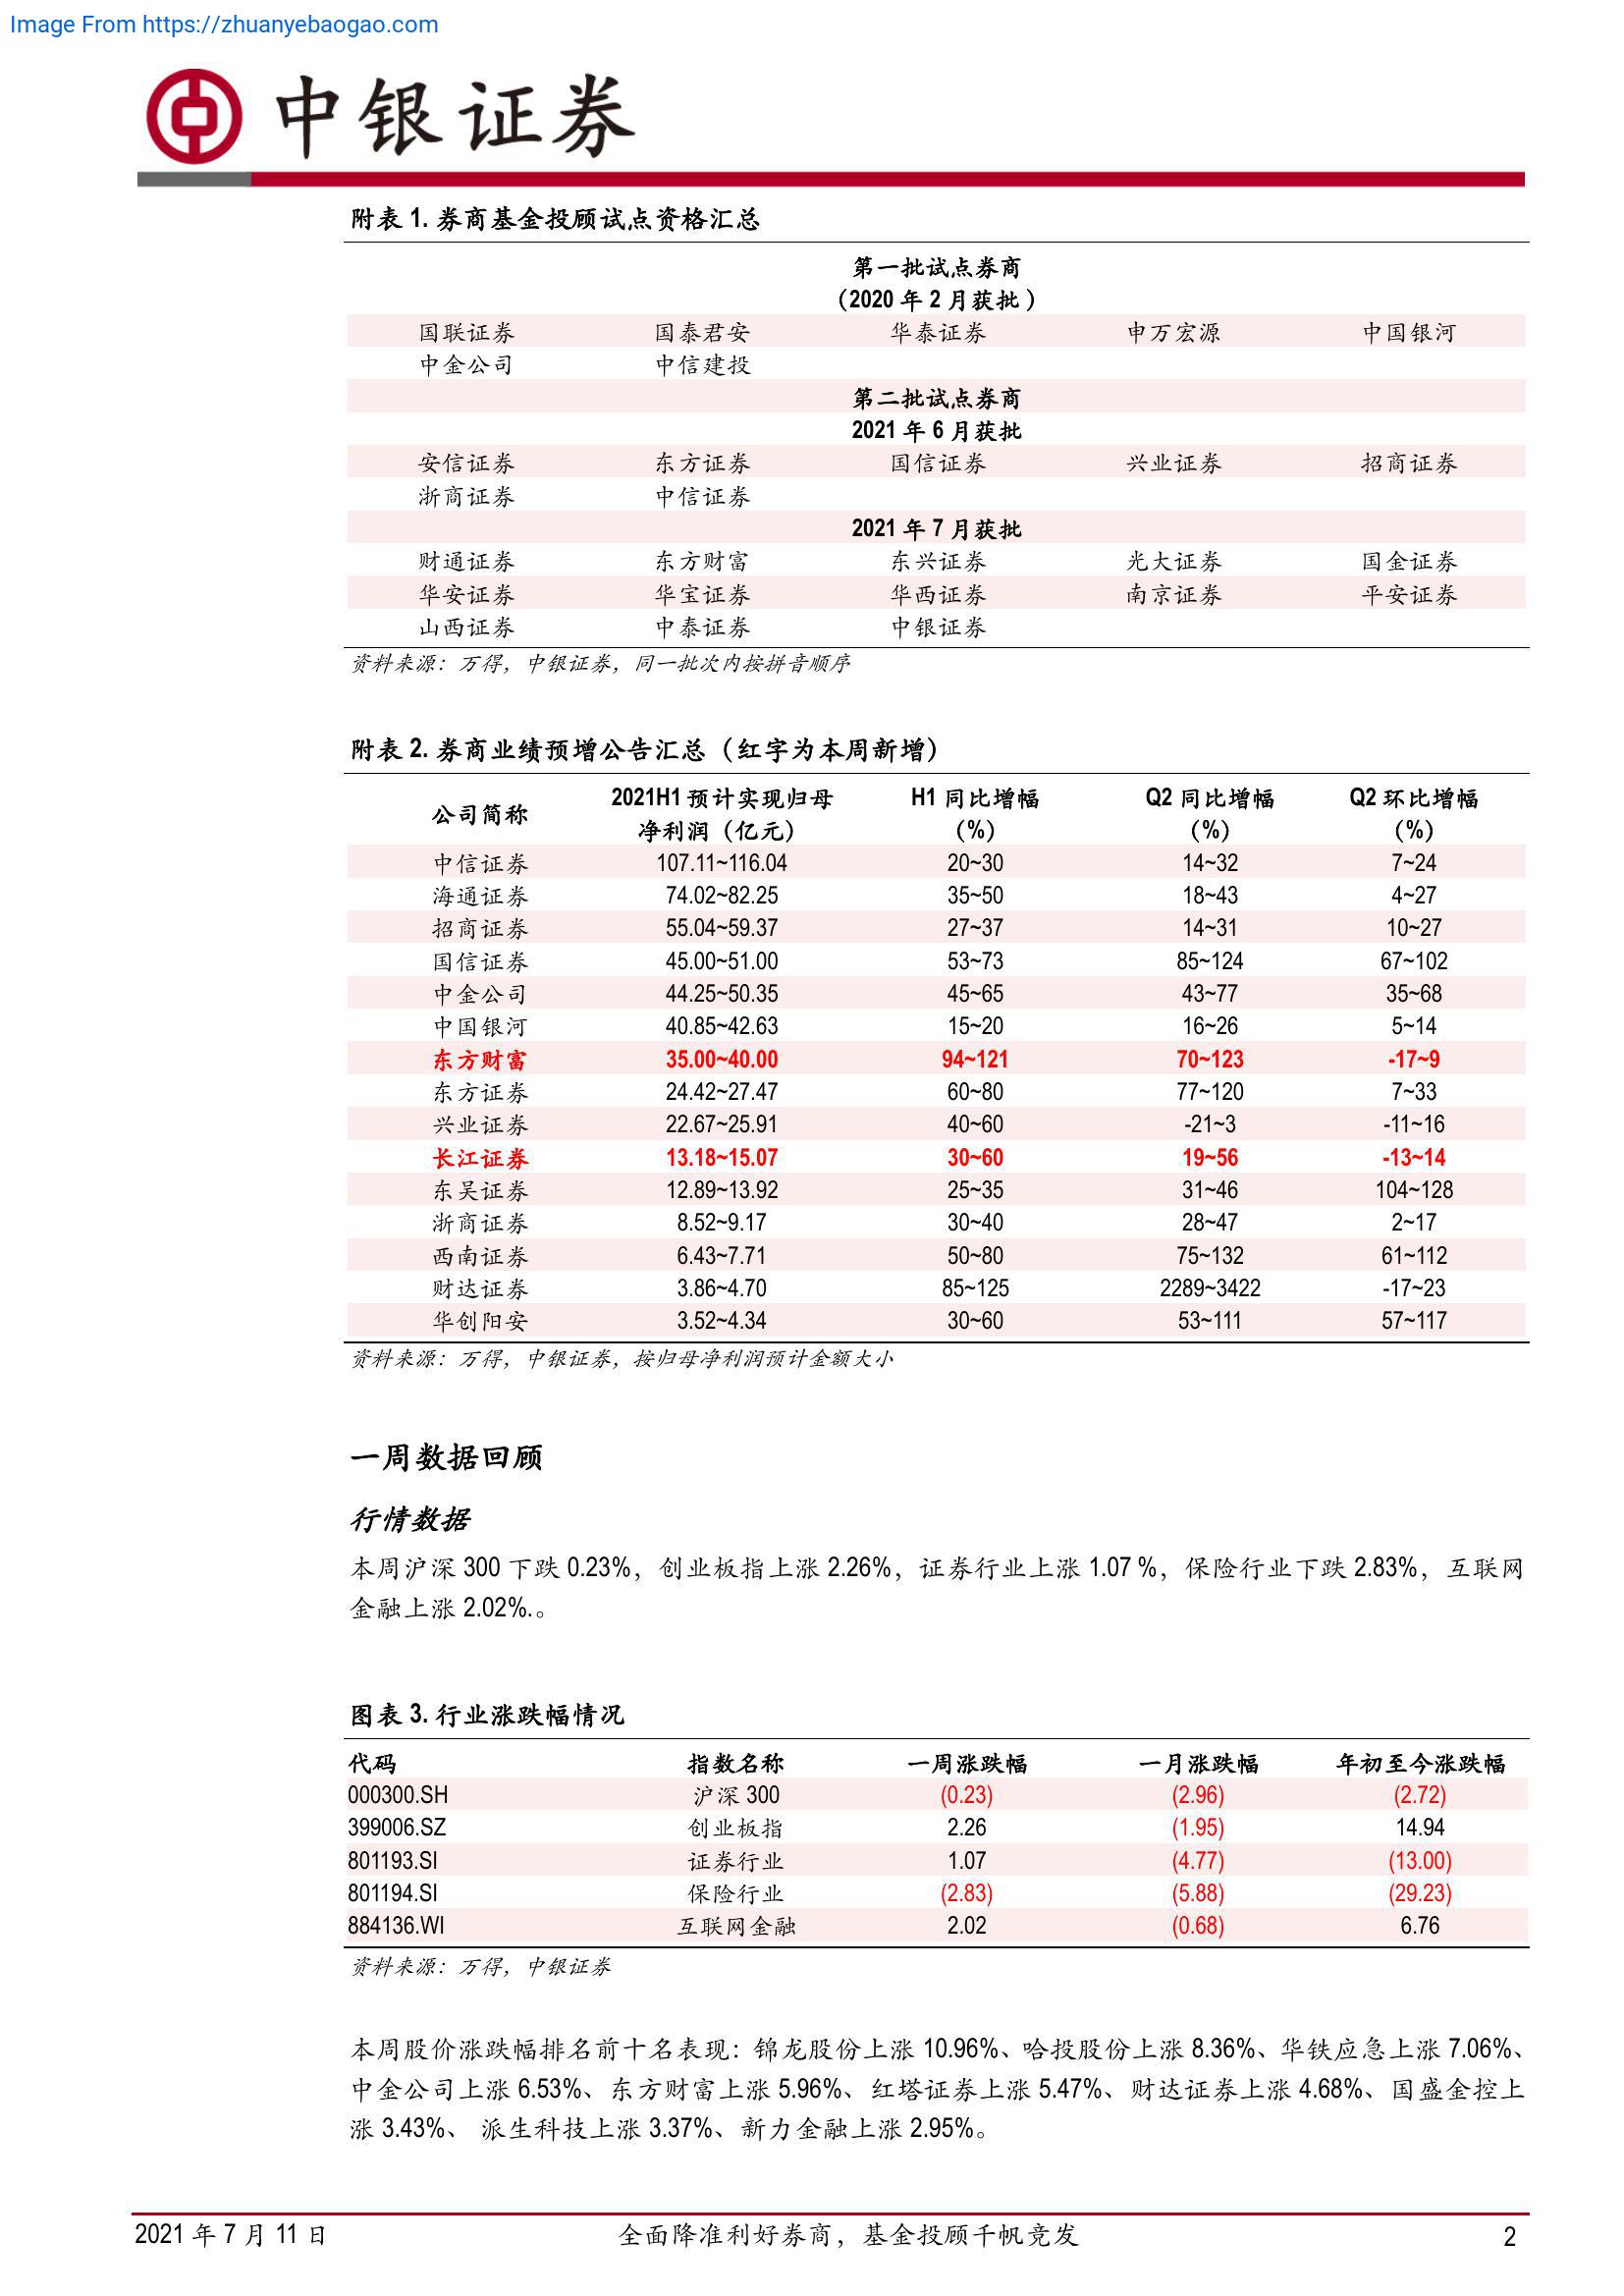 Image From https://zhuanyebaogao.com
中银证券
附表 1. 券商基金投顾试点资格汇总
第一批试点券商
（2020 年 2 月获批）
国联证券 国泰君安 华泰证券 申万宏源 中国银河
中金公司 中信建投
第二批试点券商
2021 年 6 月获批
安信证券 东方证券 国信证券 兴业证券 招商证券
浙商证券 中信证券
2021 年 7 月获批
财通证券 东方财富 东兴证券 光大证券 国金证券
华安证券 华宝证券 华西证券 南京证券 平安证券
山西证券 中泰证券 中银证券
资料来源：万得，中银证券，同一批次内按拼音顺序
附表 2. 券商业绩预增公告汇总（红字为本周新增）
公司简称 2021H1 预计实现归母 H1 同比增幅 Q2 同比增幅 Q2 环比增幅
净利润（亿元） （%） （%） （%）
中信证券 107.11~116.04 20~30 14~32 7~24
海通证券 74.02~82.25 35~50 18~43 4~27
招商证券 55.04~59.37 27~37 14~31 10~27
国信证券 45.00~51.00 53~73 85~124 67~102
中金公司 44.25~50.35 45~65 43~77 35~68
中国银河 40.85~42.63 15~20 16~26 5~14
东方财富 35.00~40.00 94~121 70~123 -17~9
东方证券 24.42~27.47 60~80 77~120 7~33
兴业证券 22.67~25.91 40~60 -21~3 -11~16
长江证券 13.18~15.07 30~60 19~56 -13~14
东吴证券 12.89~13.92 25~35 31~46 104~128
浙商证券 8.52~9.17 30~40 28~47 2~17
西南证券 6.43~7.71 50~80 75~132 61~112
财达证券 3.86~4.70 85~125 2289~3422 -17~23
华创阳安 3.52~4.34 30~60 53~111 57~117
资料来源：万得，中银证券，按归母净利润预计金额大小
一周数据回顾
行情数据
本周沪深 300 下跌 0.23%，创业板指上涨 2.26%，证券行业上涨 1.07 %，保险行业下跌 2.83%，互联网
金融上涨 2.02%.。
图表 3. 行业涨跌幅情况
代码 指数名称 一周涨跌幅 一月涨跌幅 年初至今涨跌幅
000300.SH 沪深 300 (0.23) (2.96) (2.72)
399006.SZ 创业板指 2.26 (1.95) 14.94
801193.SI 证券行业 1.07 (4.77) (13.00)
801194.SI 保险行业 (2.83) (5.88) (29.23)
884136.WI 互联网金融 2.02 (0.68) 6.76
资料来源：万得，中银证券
本周股价涨跌幅排名前十名表现：锦龙股份上涨 10.96%、哈投股份上涨 8.36%、华铁应急上涨 7.06%、
中金公司上涨 6.53%、东方财富上涨 5.96%、红塔证券上涨 5.47%、财达证券上涨 4.68%、国盛金控上
涨 3.43%、 派生科技上涨 3.37%、新力金融上涨 2.95%。
2021 年 7 月 11 日 全面降准利好券商，基金投顾千帆竞发 2